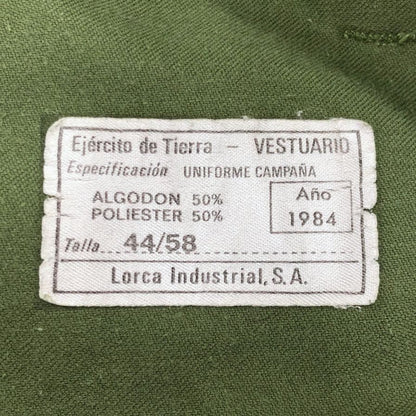 Ejército de Tierra — VESTUARIO
Especificación UNIFORME CAMPAÑA
ALGODON 50%
POLIESTER 50%
Año
1984
Talla 44/58
Lorca Industrial, S.A.